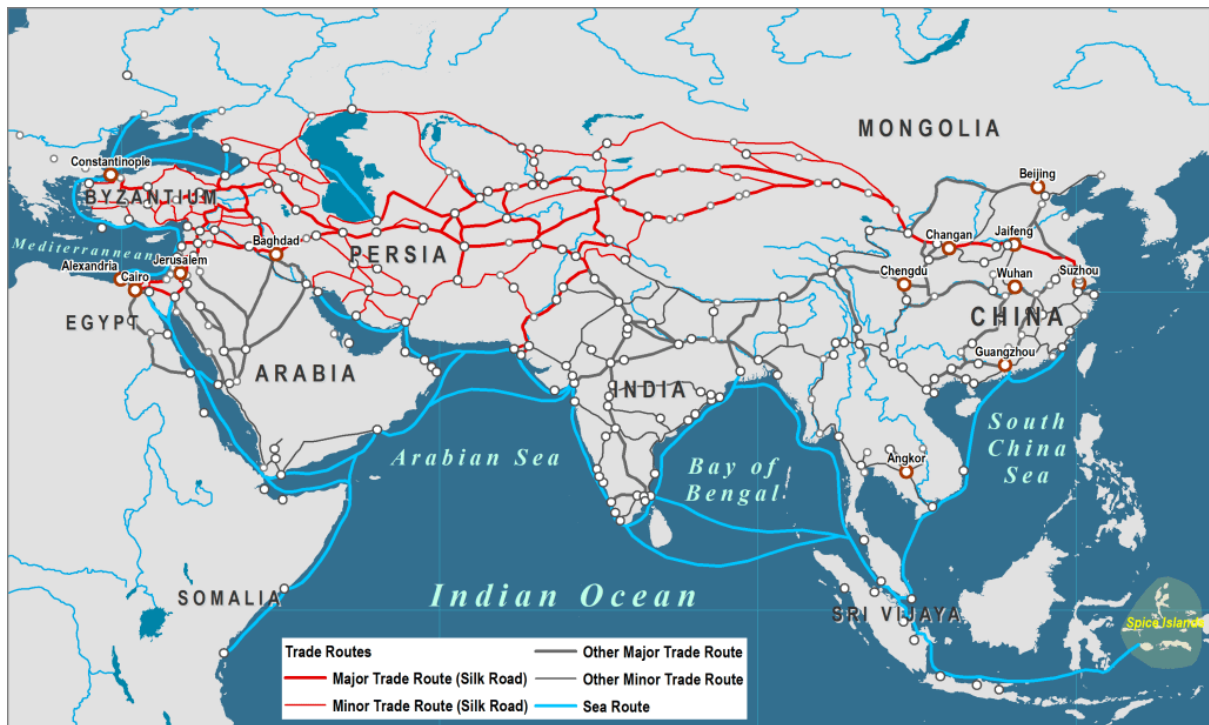 MONGOLIA
Beijing
Constantinople
BYZANTIUM
Changan
Jaifeng
Mediterranean
Baghdad
PERSIA
Jerusalem
Alexandria
Cairo
Chengdu
Wuhan
Suzhou
EGYPT
CHINA
Guangzhou
ARABIA
INDIA
South
China
Sea
Arabian Sea
Bay of
Bengal
Angkor
Indian Ocean
SOMALIA
SRI VIJAYA
Spice Islands
Trade Routes
Major Trade Route (Silk Road)
Minor Trade Route (Silk Road)
Other Major Trade Route
Other Minor Trade Route
Sea Route